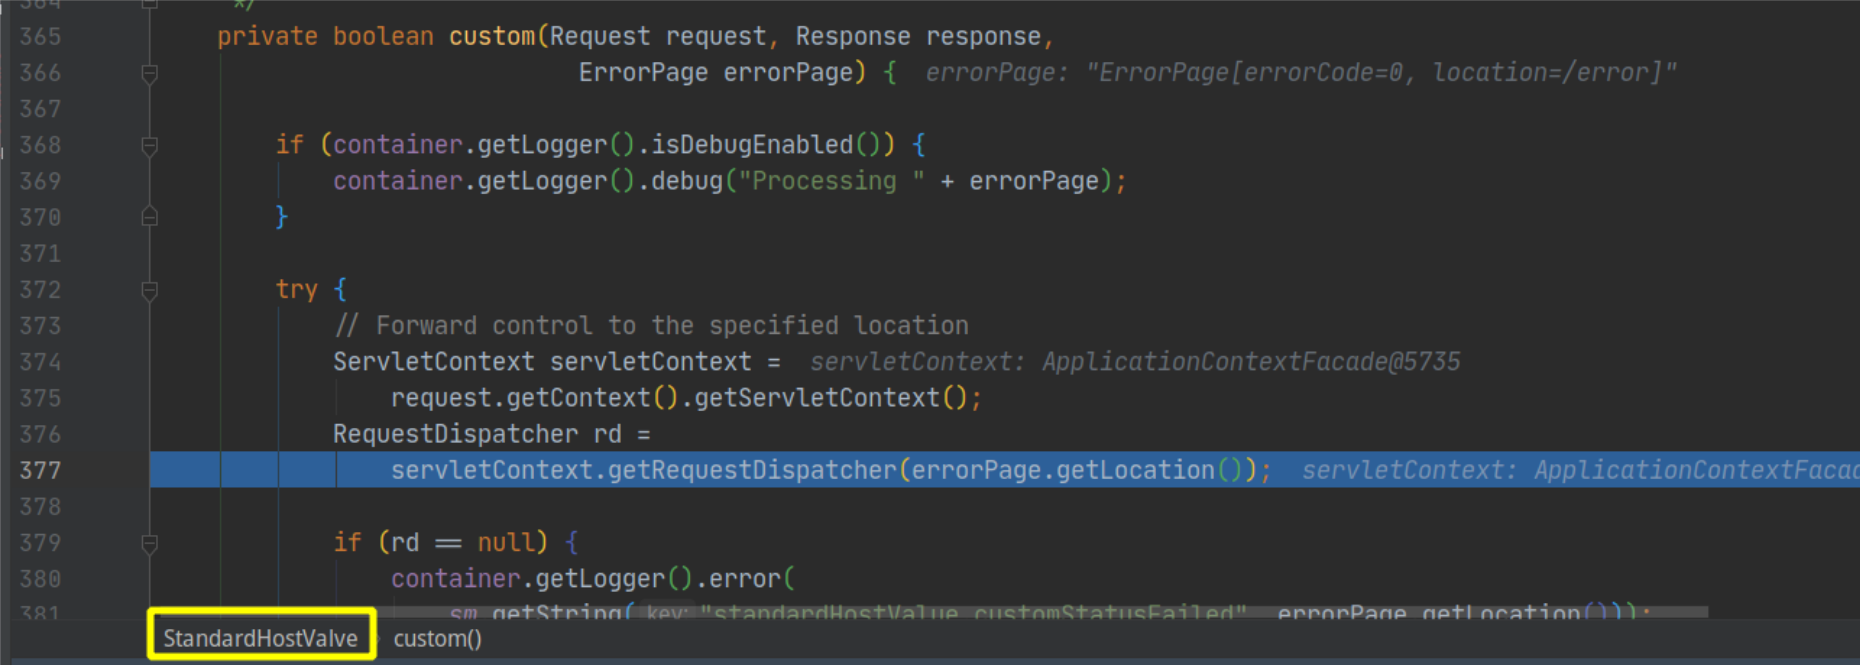 364 */
365 private boolean custom(Request request, Response response,
366 ErrorPage errorPage) { errorPage: "ErrorPage[errorCode=0, location=/error]"
367
368 if (container.getLogger().isDebugEnabled()) {
369 container.getLogger().debug("Processing " + errorPage);
370 }
371
372 try {
373 // Forward control to the specified location
374 ServletContext servletContext = servletContext: ApplicationContextFacade@5735
375 request.getContext().getServletContext();
376 RequestDispatcher rd =
377 servletContext.getRequestDispatcher(errorPage.getLocation()); servletContext: ApplicationContextFacad
378
379 if (rd == null) {
380 container.getLogger().error(
381 sm.getString( key: "standardHostValve.customStatusFailed", errorPage.getLocation()));
StandardHostValve custom()